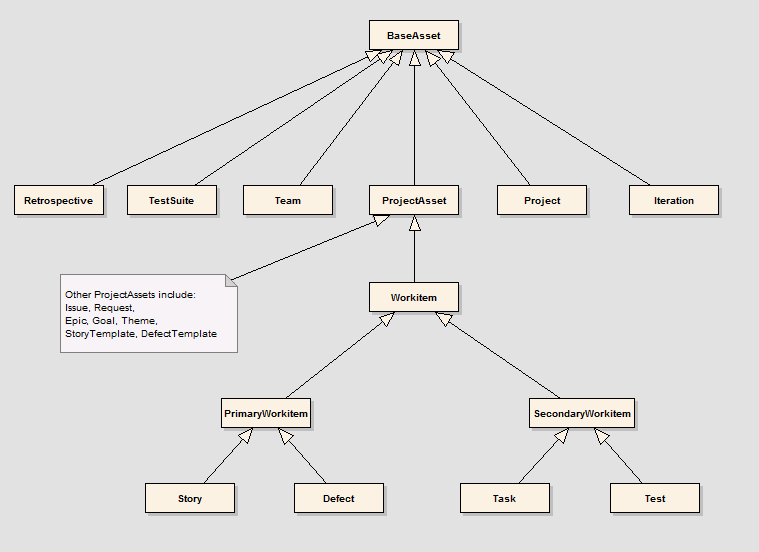 BaseAsset
Retrospective
TestSuite
Team
ProjectAsset
Project
Iteration
Other ProjectAssets include:
Issue, Request,
Epic, Goal, Theme,
StoryTemplate, DefectTemplate
Workitem
PrimaryWorkitem
SecondaryWorkitem
Story
Defect
Task
Test